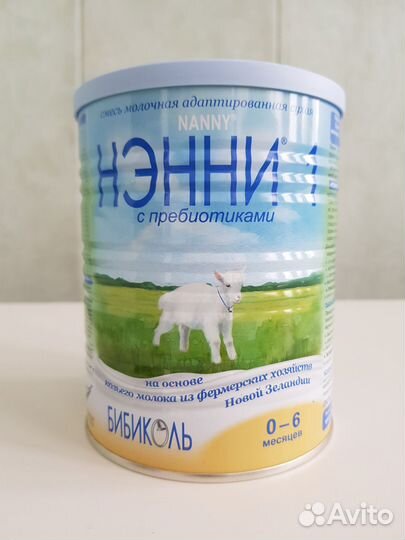 смесь молочная адаптированная сухая
NANNY®
НЭННИ® 1
с пребиотиками
на основе
козьего молока из фермерских хозяйств
Новой Зеландии
БИБИКОЛЬ
0–6
месяцев
Avito